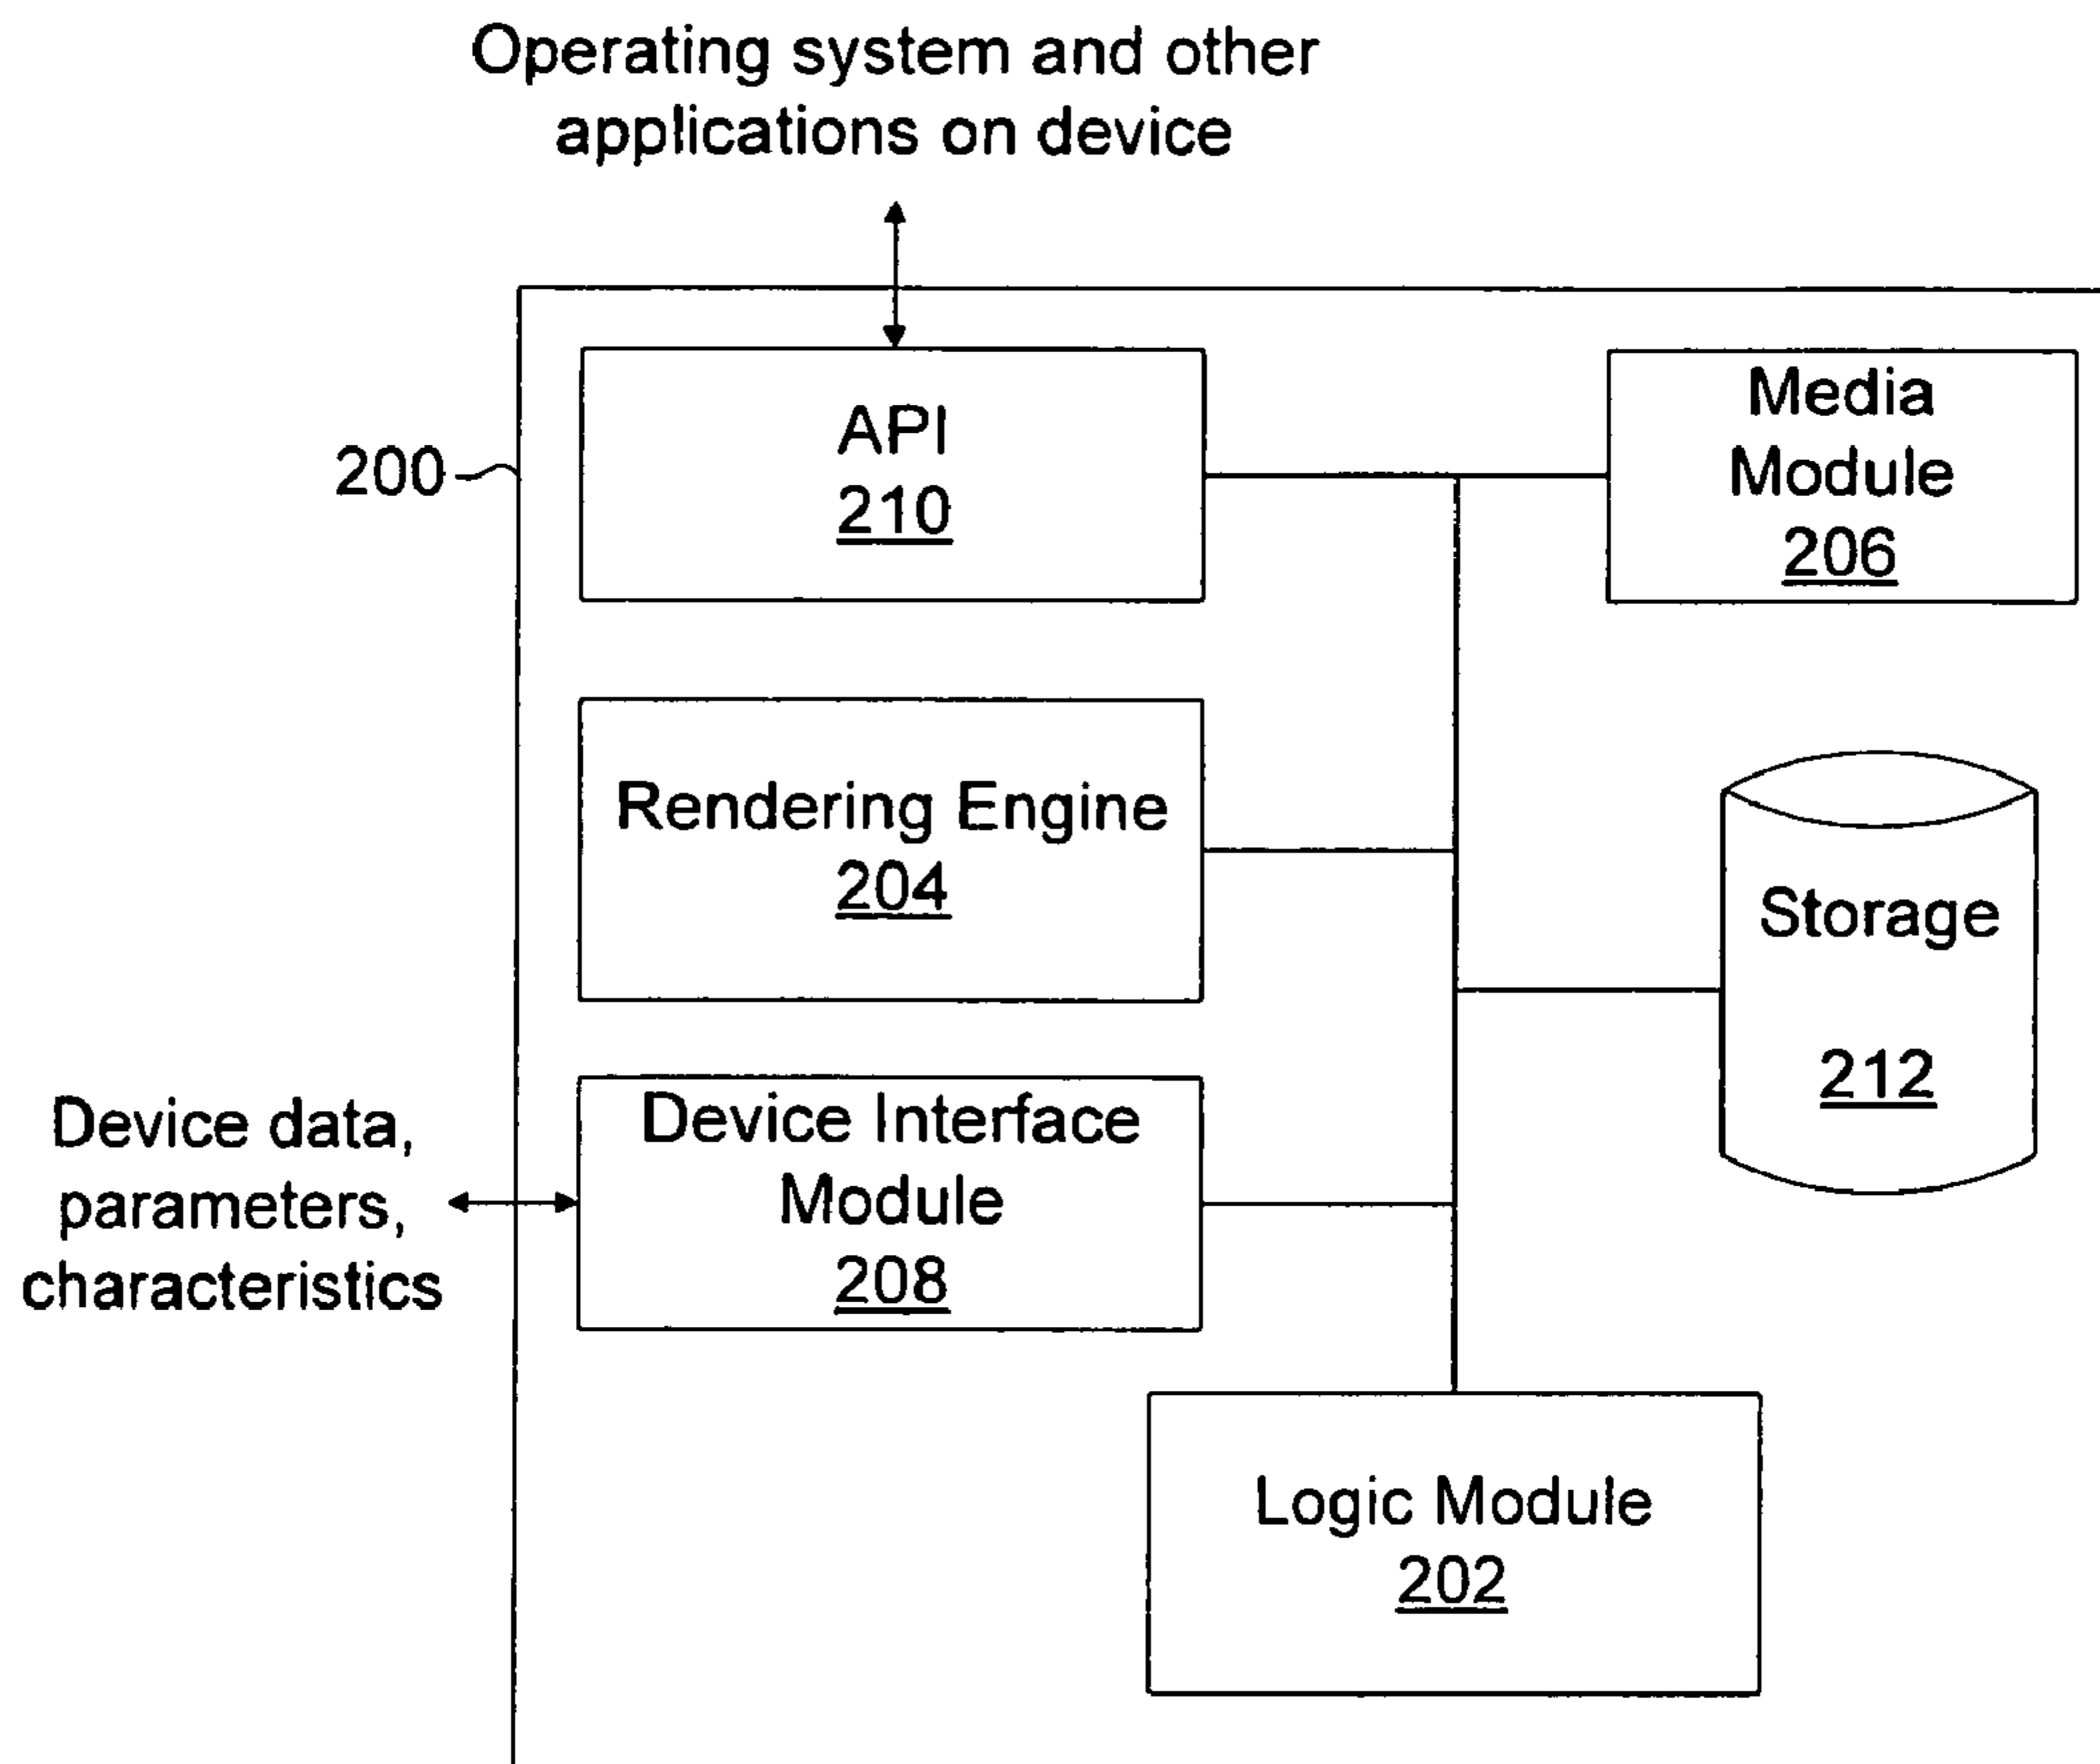 Operating system and other
applications on device
200
API
210
Media
Module
206
Rendering Engine
204
Storage
212
Device data,
parameters,
characteristics
Device Interface
Module
208
Logic Module
202